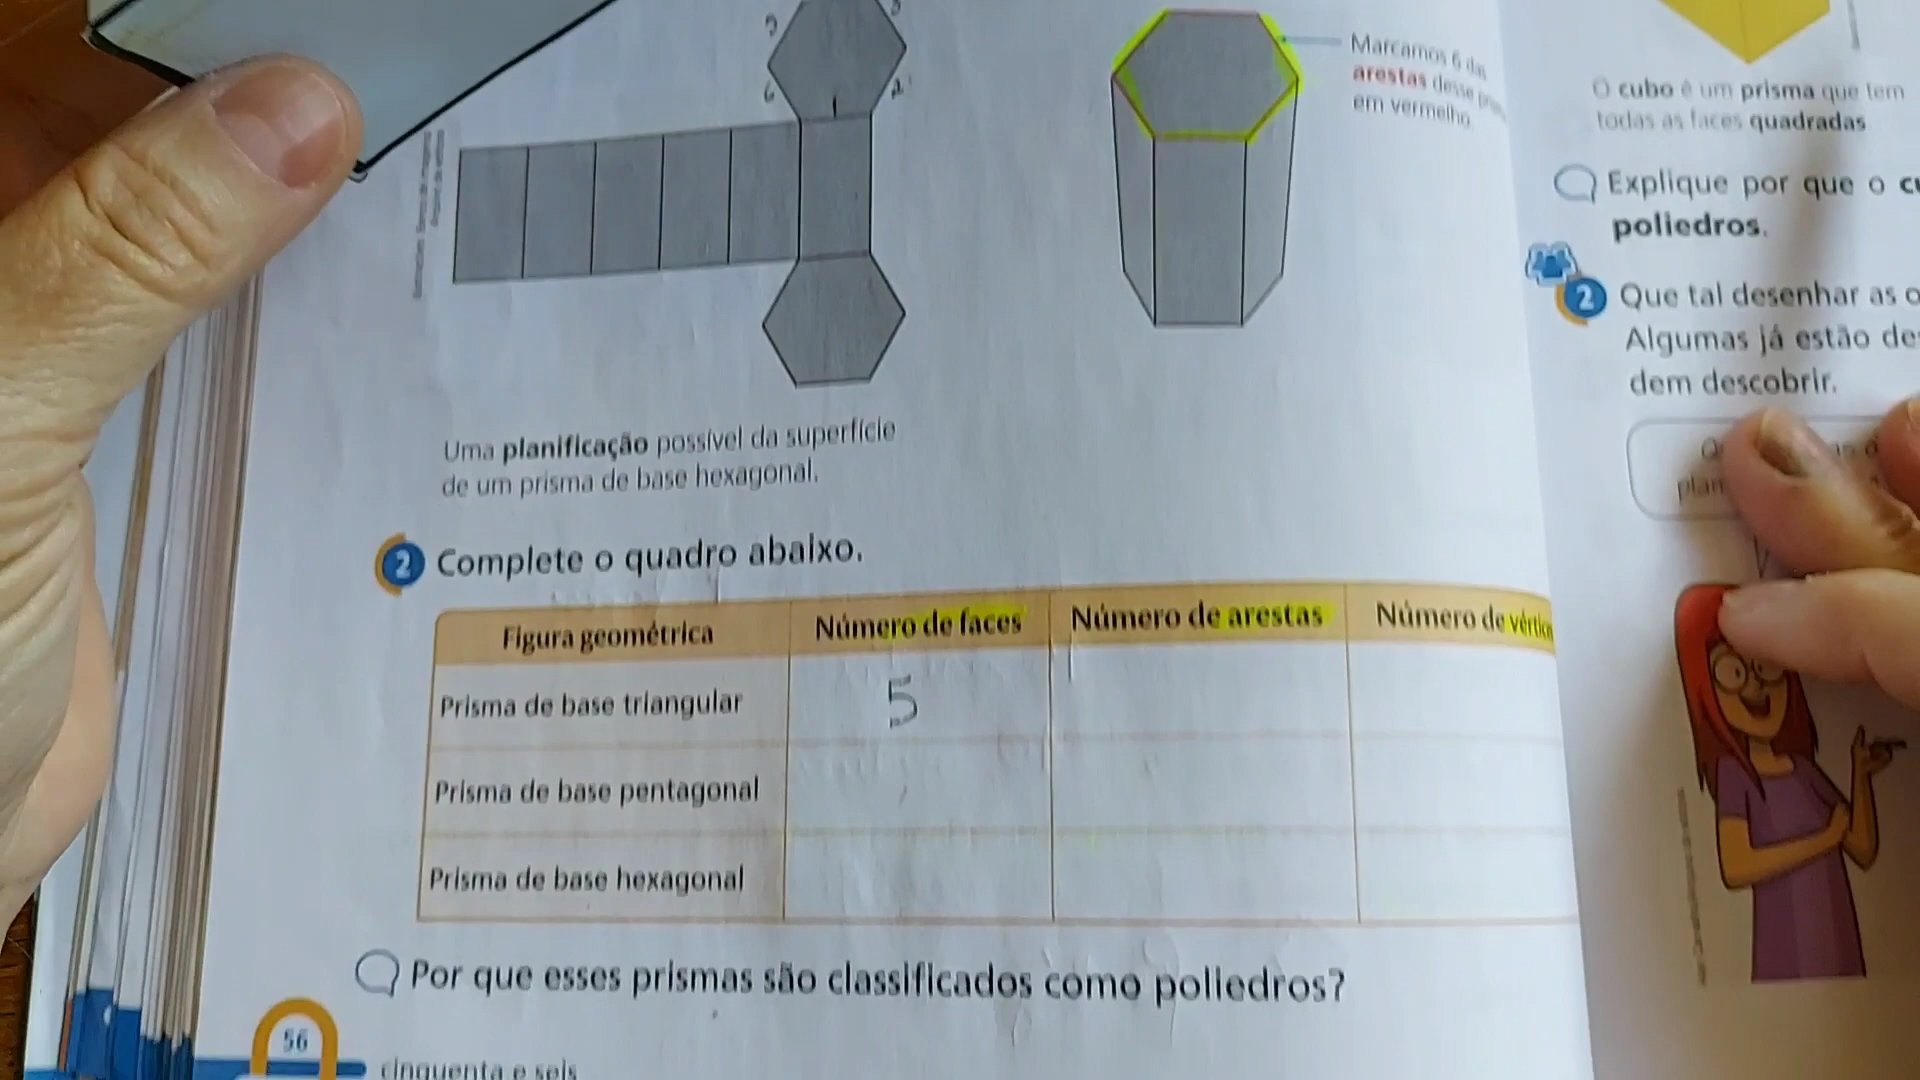 Marcamos 6 das
arestas desse
em vermelho.
Uma planificação possível da superfície
de um prisma de base hexagonal.
2 Complete o quadro abaixo.
Figura geométrica Número de faces Número de arestas Número de
Prisma de base triangular 5
Prisma de base pentagonal
Prisma de base hexagonal
Por que esses prismas são classificados como poliedros?
56
cinquenta e seis
O cubo é um prisma que tem
todas as faces quadradas
Explique por que o
poliedros.
2 Que tal desenhar as
Algumas já estão
dem descobrir.